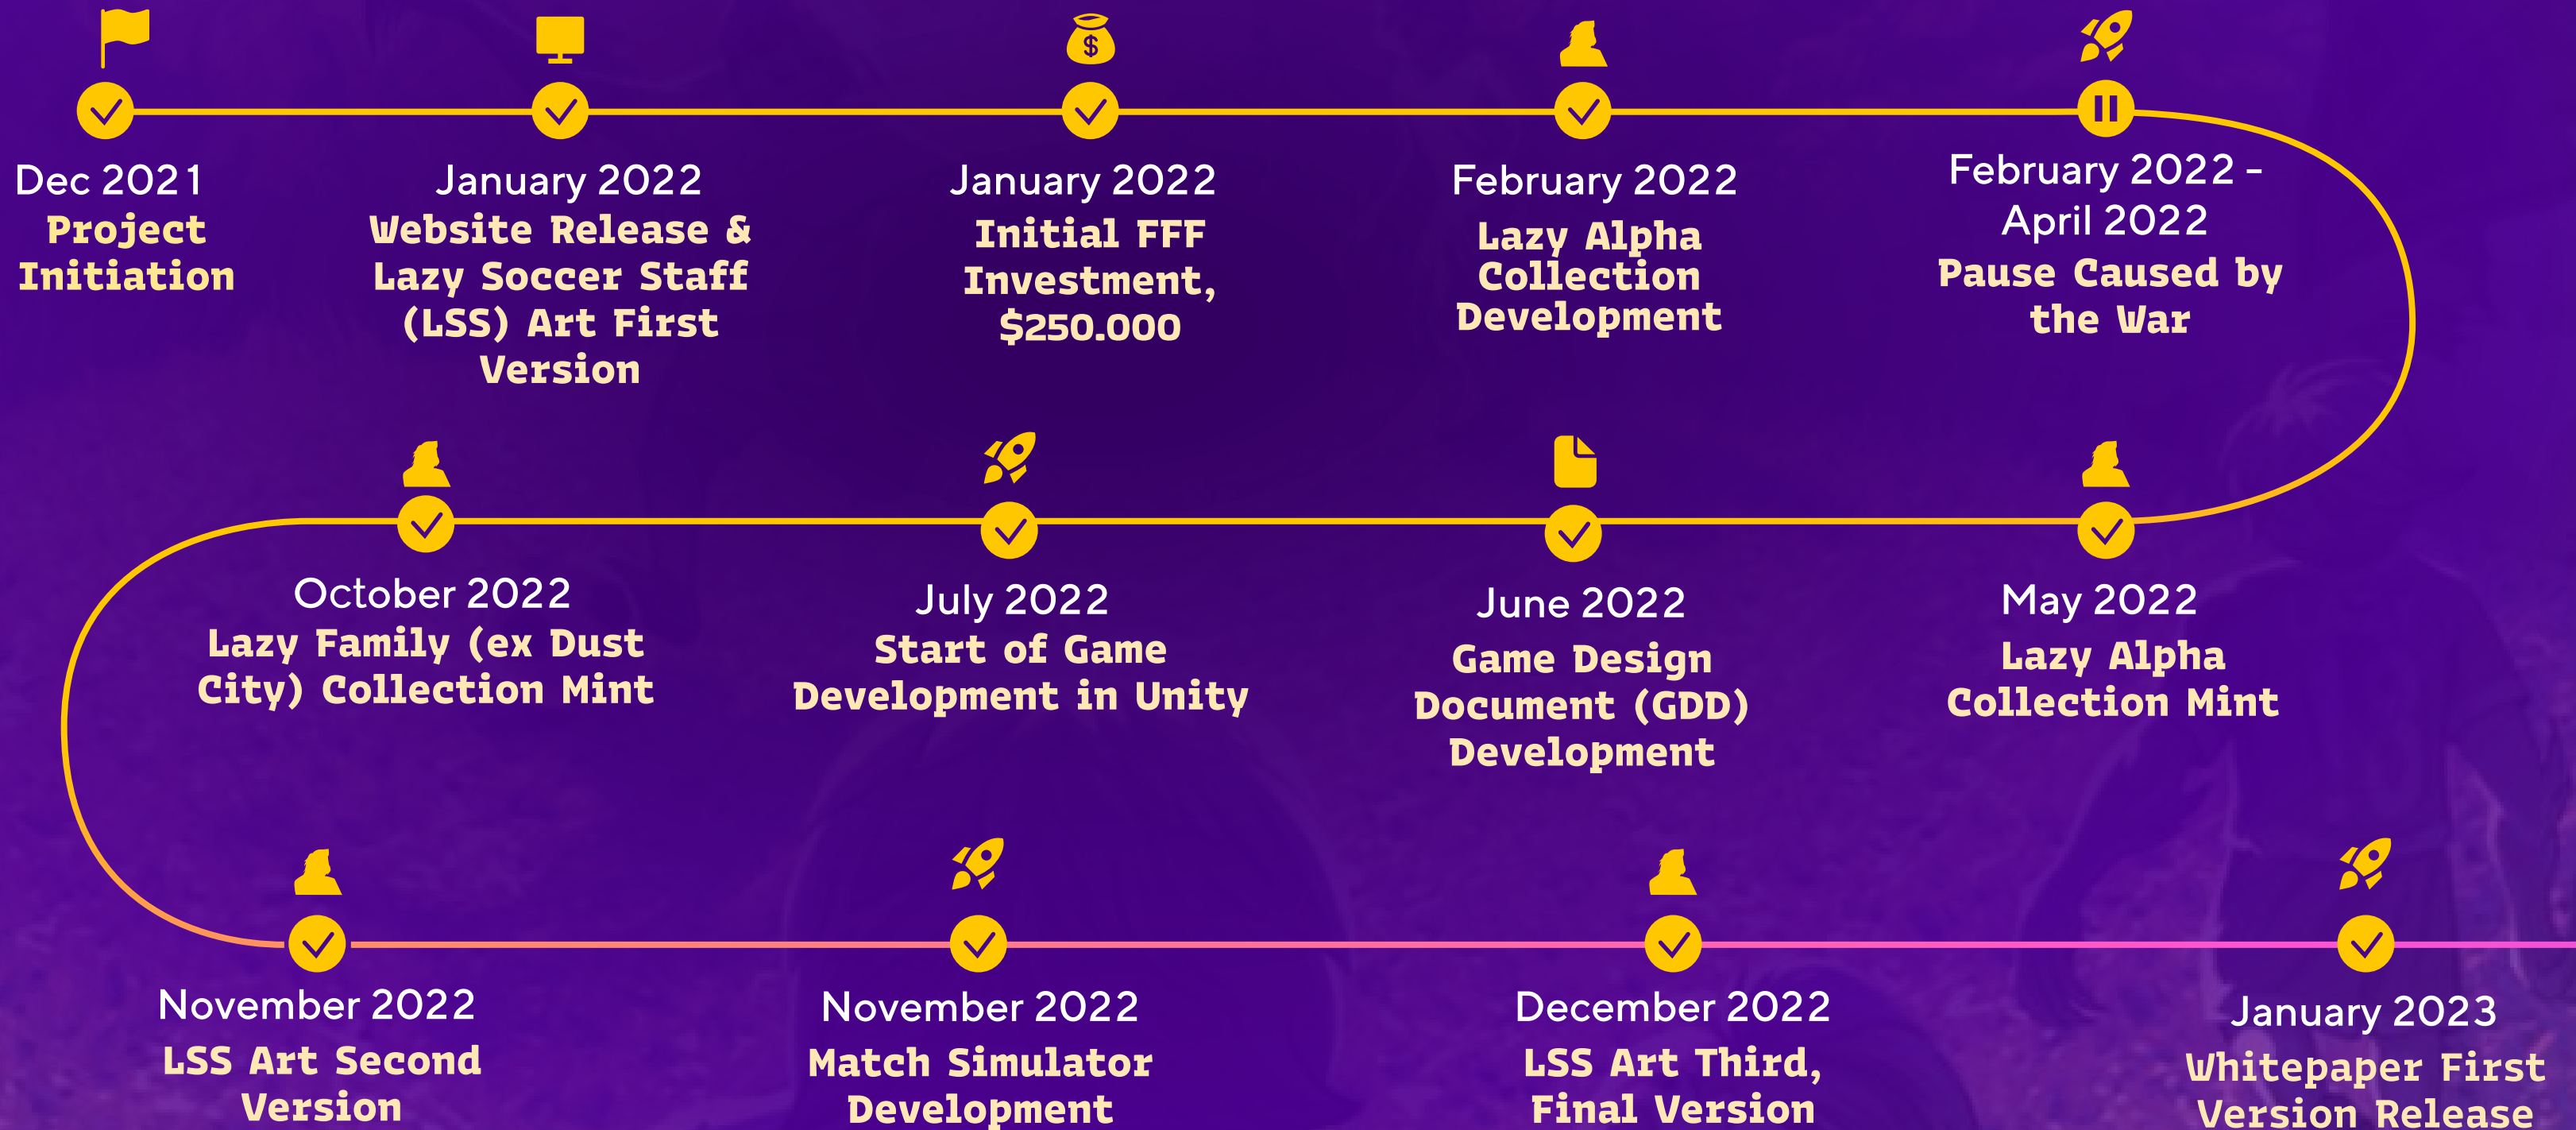 Dec 2021
Project
Initiation
January 2022
Website Release &
Lazy Soccer Staff
(LSS) Art First
Version
January 2022
Initial FFF
Investment,
$250.000
February 2022
Lazy Alpha
Collection
Development
February 2022 -
April 2022
Pause Caused by
the War
May 2022
Lazy Alpha
Collection Mint
June 2022
Game Design
Document (GDD)
Development
July 2022
Start of Game
Development in Unity
October 2022
Lazy Family (ex Dust
City) Collection Mint
November 2022
LSS Art Second
Version
November 2022
Match Simulator
Development
December 2022
LSS Art Third,
Final Version
January 2023
Whitepaper First
Version Release